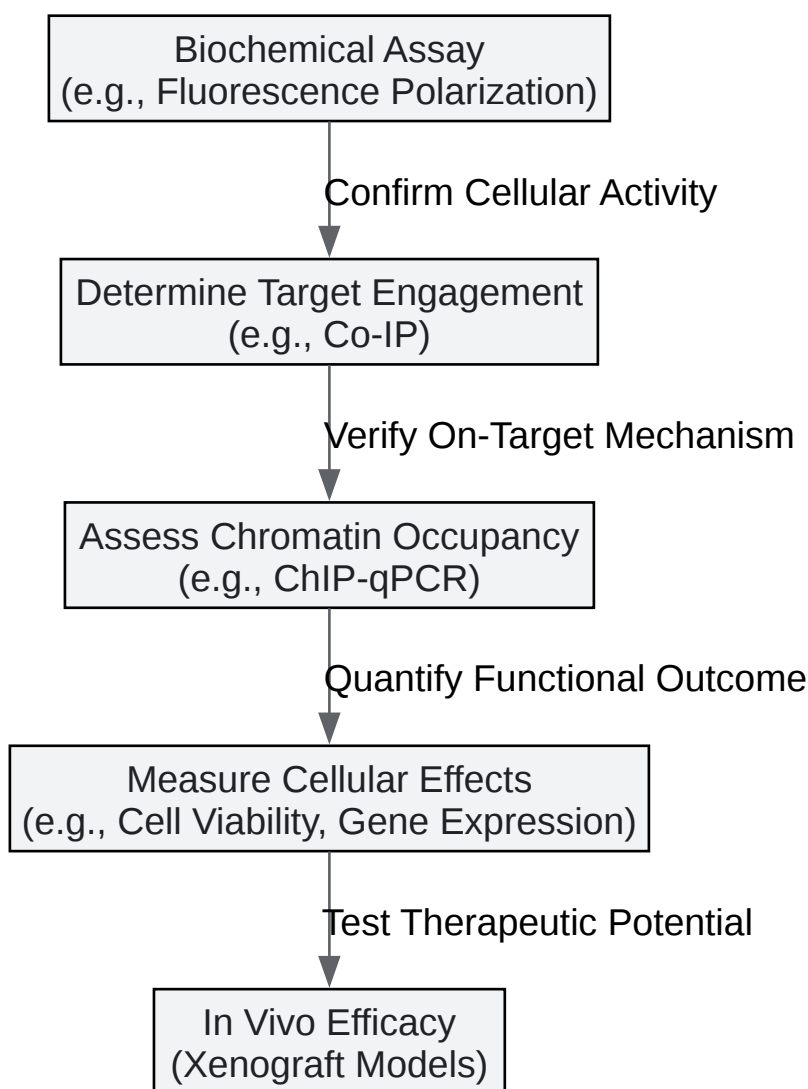 Biochemical Assay
(e.g., Fluorescence Polarization)
Confirm Cellular Activity
Determine Target Engagement
(e.g., Co-IP)
Verify On-Target Mechanism
Assess Chromatin Occupancy
(e.g., ChIP-qPCR)
Quantify Functional Outcome
Measure Cellular Effects
(e.g., Cell Viability, Gene Expression)
Test Therapeutic Potential
In Vivo Efficacy
(Xenograft Models)